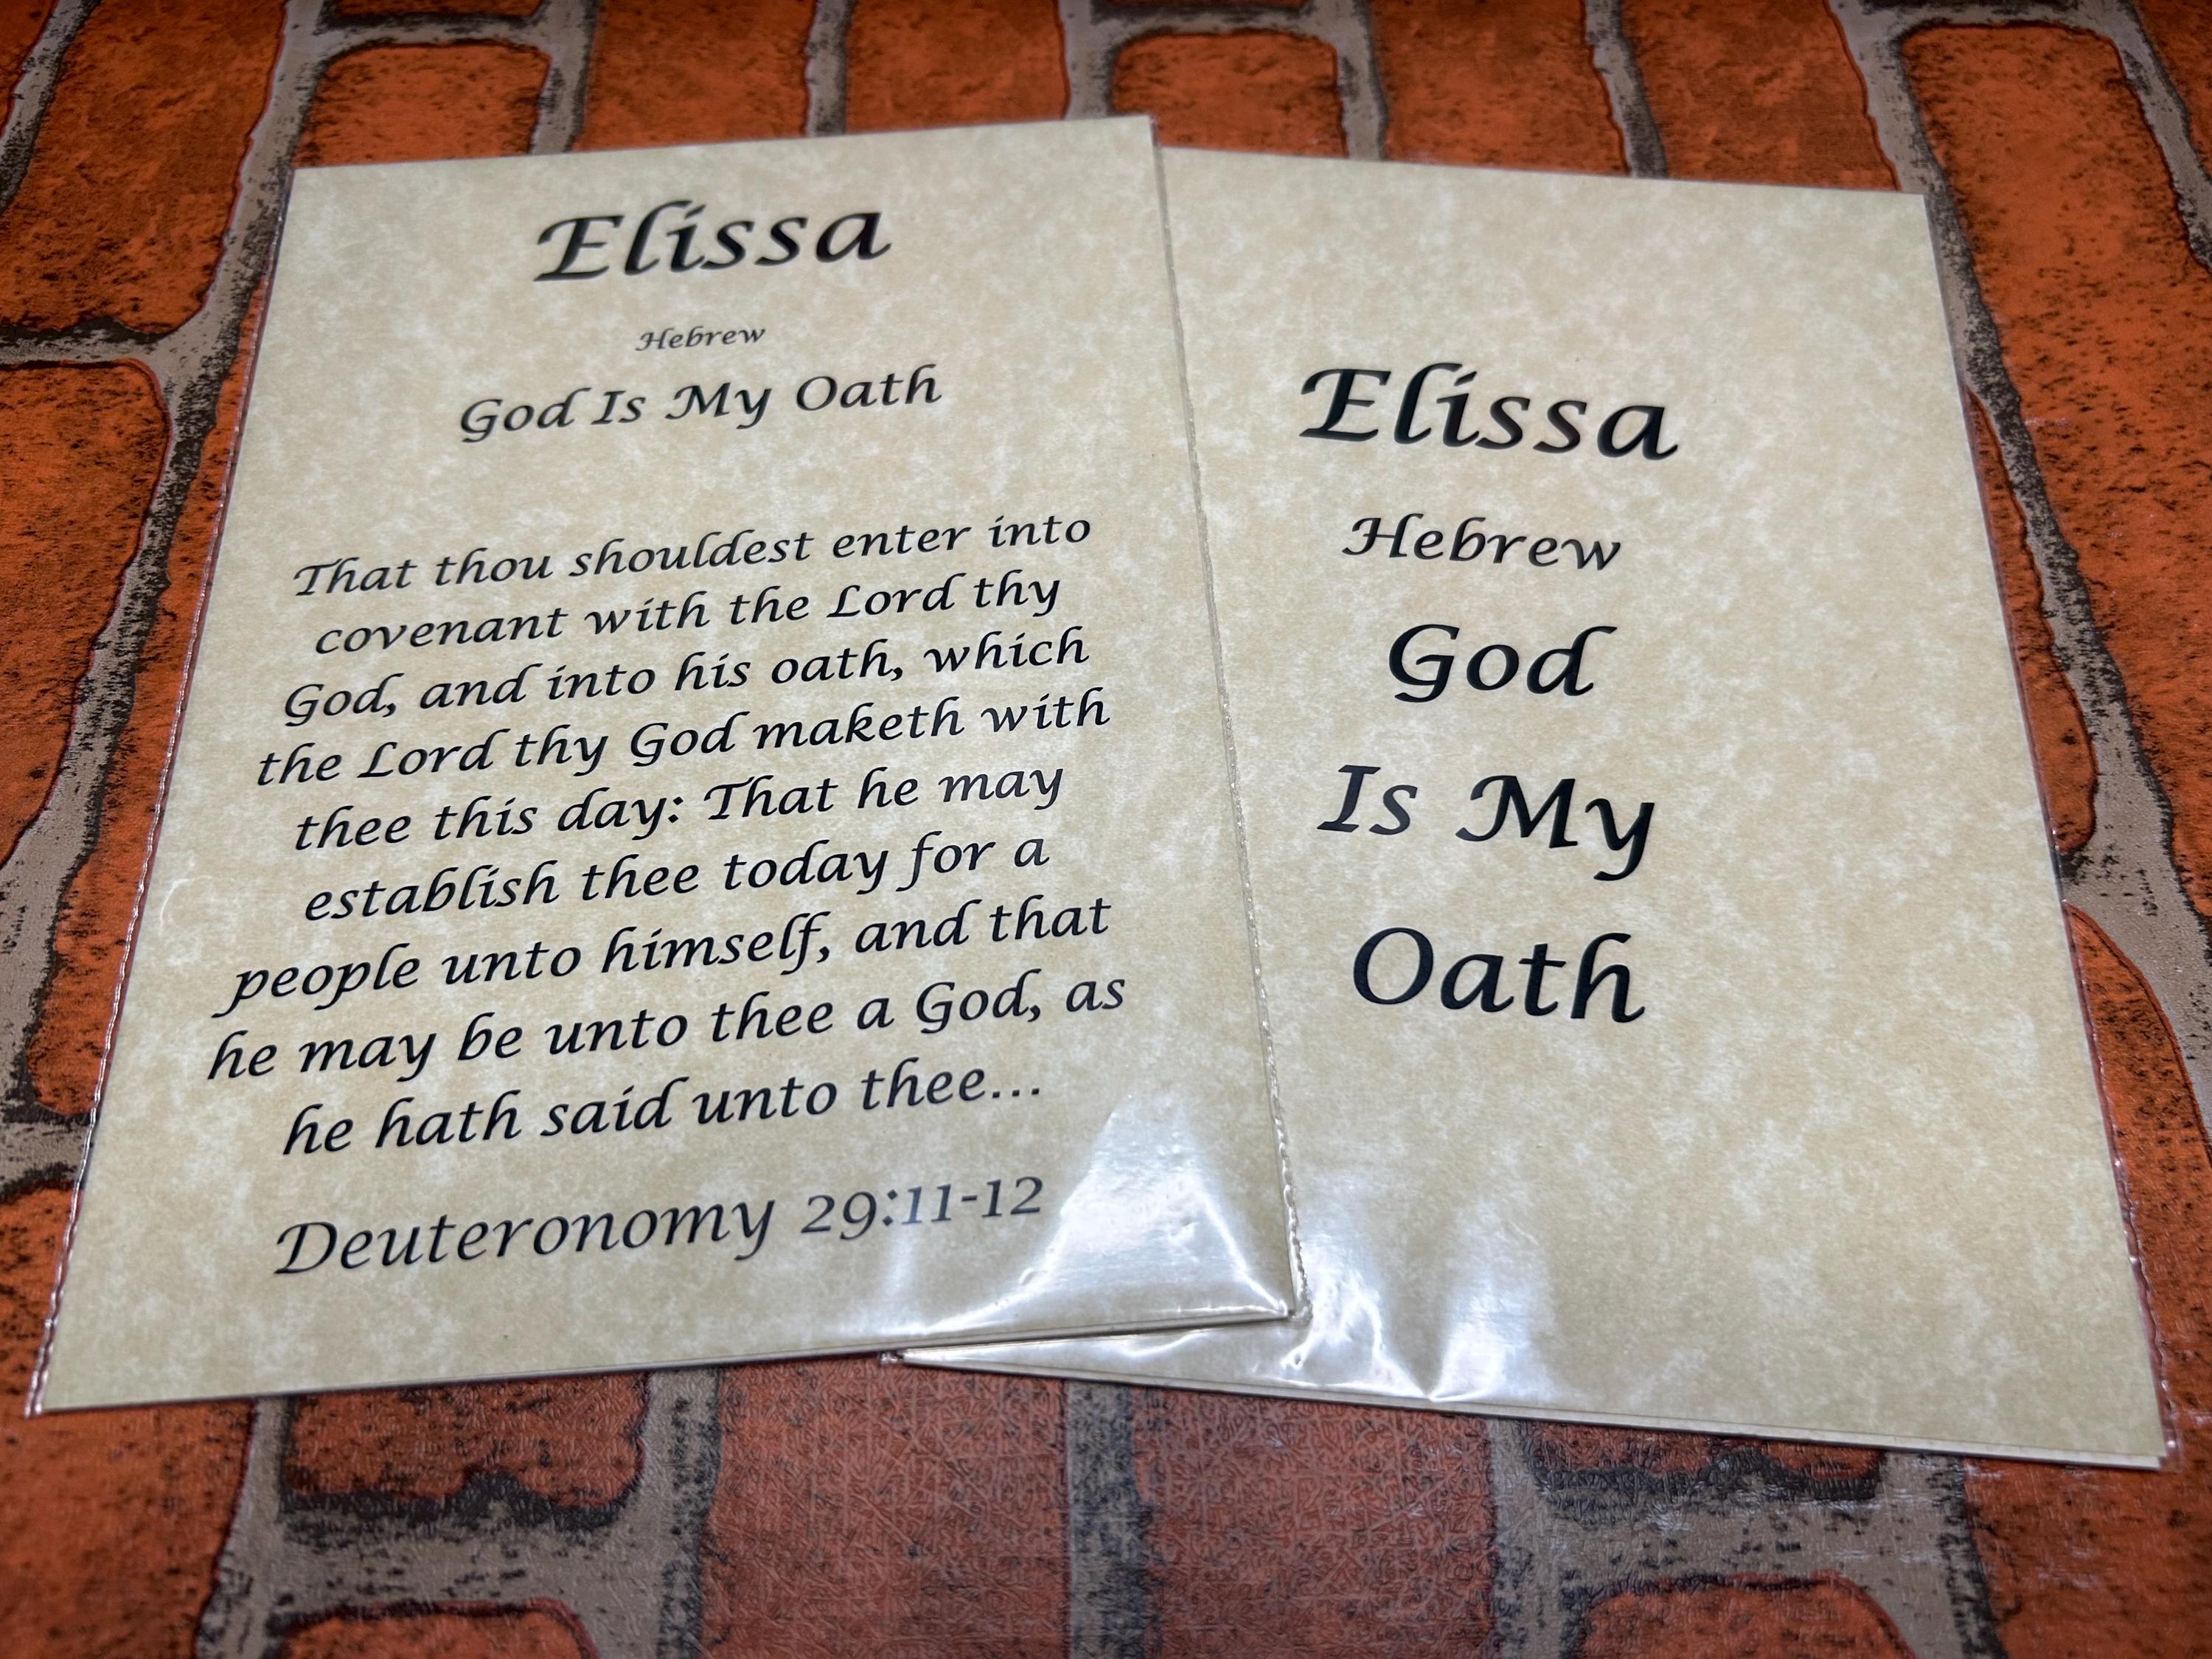 Elissa
Hebrew
God Is My Oath
That thou shouldest enter into
covenant with the Lord thy
God, and into his oath, which
the Lord thy God maketh with
thee this day: That he may
establish thee today for a
people unto himself, and that
he may be unto thee a God, as
he hath said unto thee...
Deuteronomy 29:11-12
Elissa
Hebrew
God
Is My
Oath